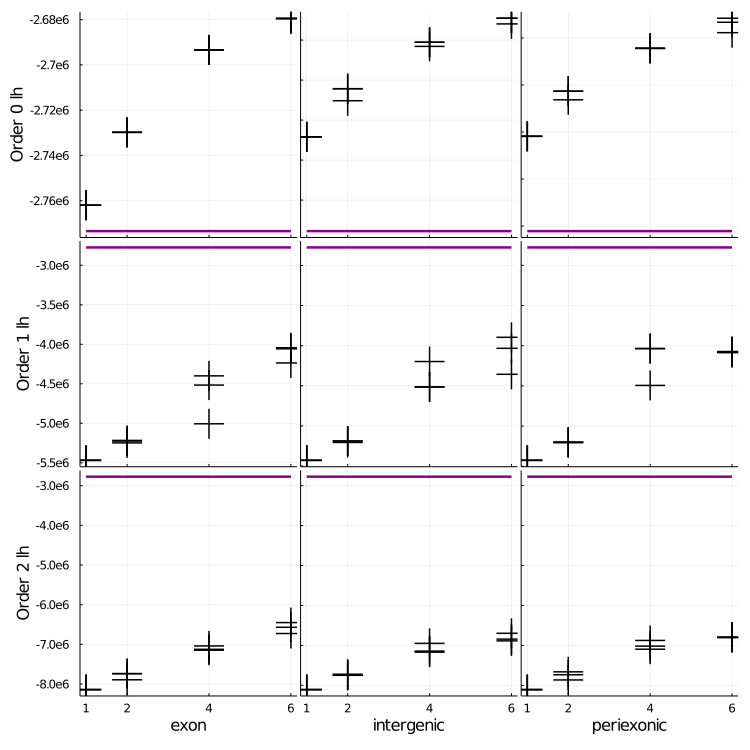 Order 0 lh
-2.68e6
-2.7e6
-2.72e6
-2.74e6
-2.76e6
Order 1 lh
-3.0e6
-3.5e6
-4.0e6
-4.5e6
-5.0e6
-5.5e6
Order 2 lh
-3.0e6
-4.0e6
-5.0e6
-6.0e6
-7.0e6
-8.0e6
1 2 4 6 1 2 4 6 1 2 4 6
exon intergenic periexonic